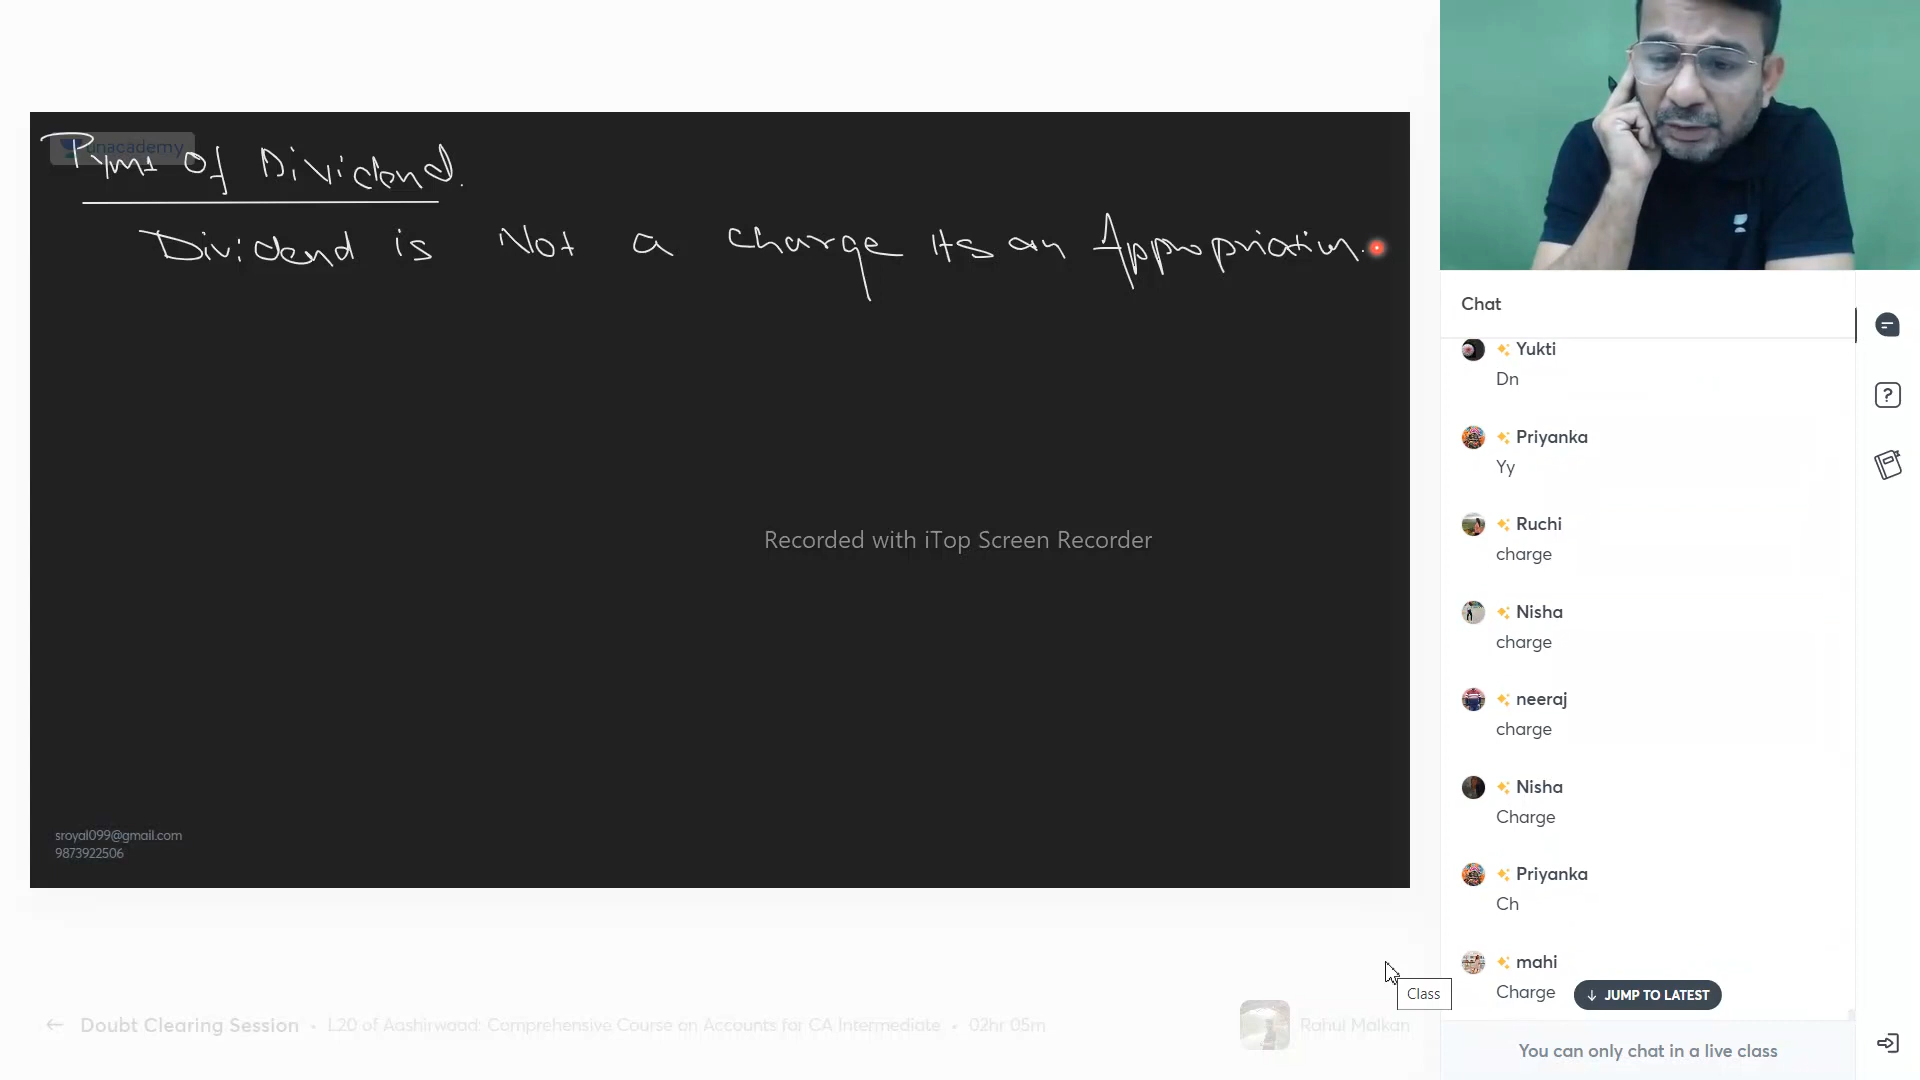 unacademy
Pymt of Dividend.
Dividend is Not a charge Its an Appropriation.
Recorded with iTop Screen Recorder
sroyal099@gmail.com
9873922506
Chat
Yukti
Dn
Priyanka
Yy
Ruchi
charge
Nisha
charge
neeraj
charge
Nisha
Charge
Priyanka
Ch
mahi
Charge
JUMP TO LATEST
Class
Doubt Clearing Session • L20 of Aashirwaad: Comprehensive Course on Accounts for CA Intermediate • 02hr 05m
Rahul Malkan
You can only chat in a live class